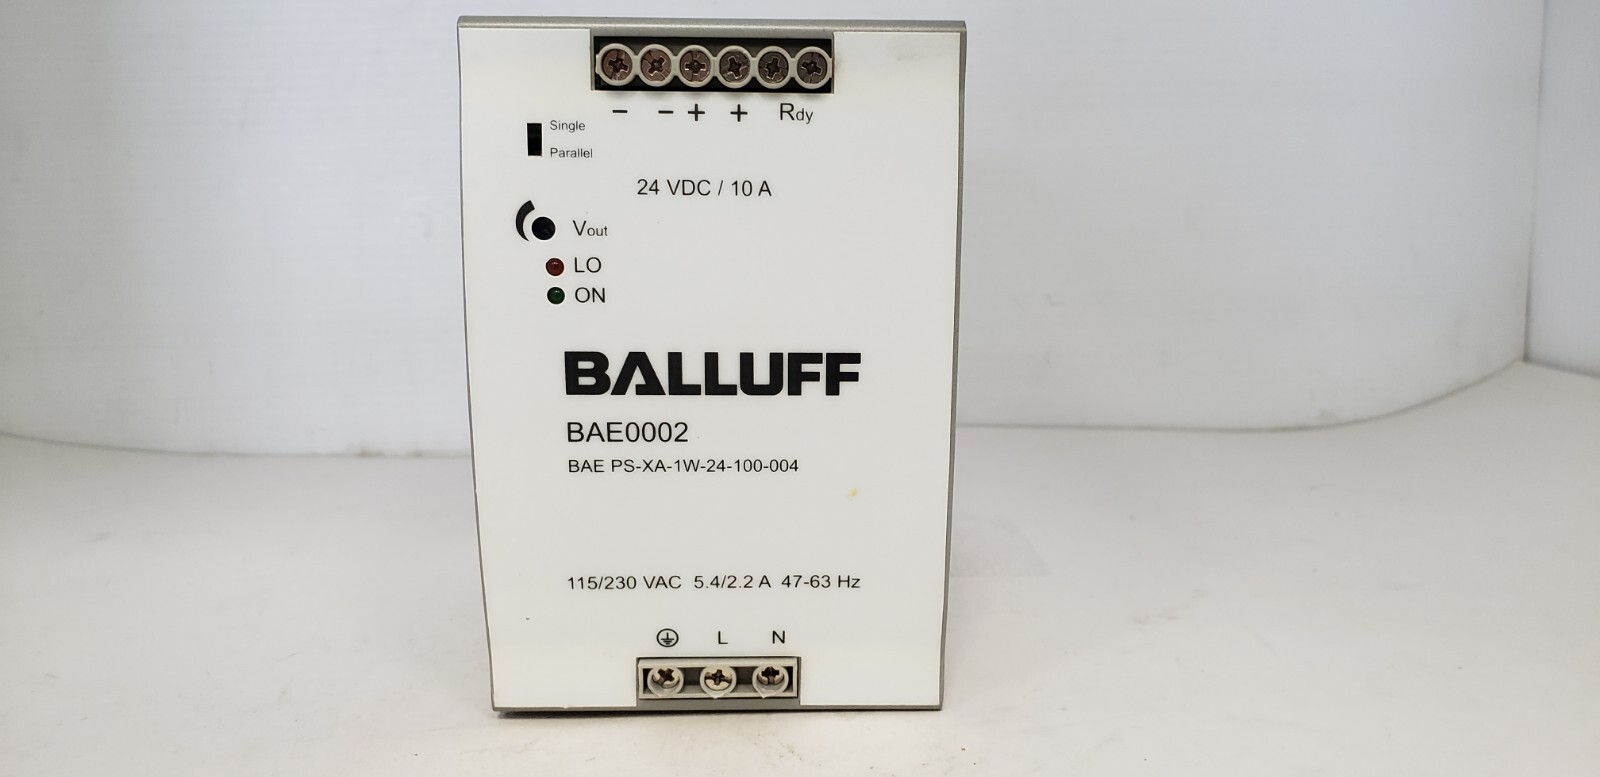 − − + + Rdy
Single
Parallel
24 VDC / 10 A
Vout
LO
ON
BALLUFF
BAE0002
BAE PS-XA-1W-24-100-004
115/230 VAC 5.4/2.2 A 47-63 Hz
L N